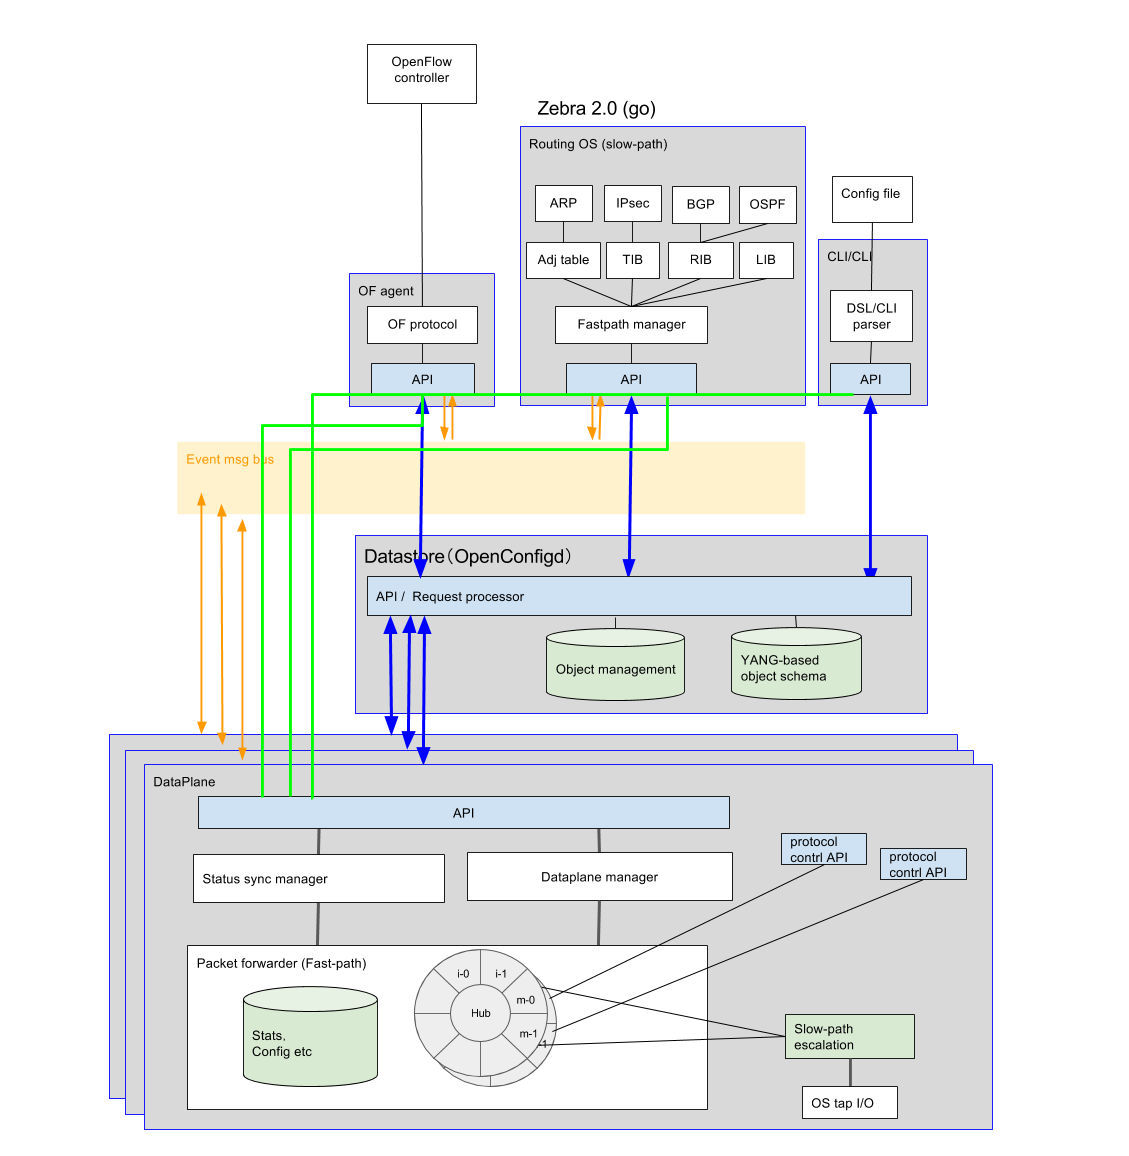 OpenFlow
controller
Zebra 2.0 (go)
Routing OS (slow-path)
Config file
ARP
IPsec
BGP
OSPF
Adj table
TIB
RIB
LIB
CLI/CLI
OF agent
OF protocol
Fastpath manager
DSL/CLI
parser
API
API
API
Event msg bus
Datastore（OpenConfigd）
API / Request processor
Object management
YANG-based
object schema
DataPlane
API
protocol
contrl API
protocol
contrl API
Status sync manager
Dataplane manager
Packet forwarder (Fast-path)
i-0
i-1
m-0
Hub
m-1
-1
Stats,
Config etc
Slow-path
escalation
OS tap I/O